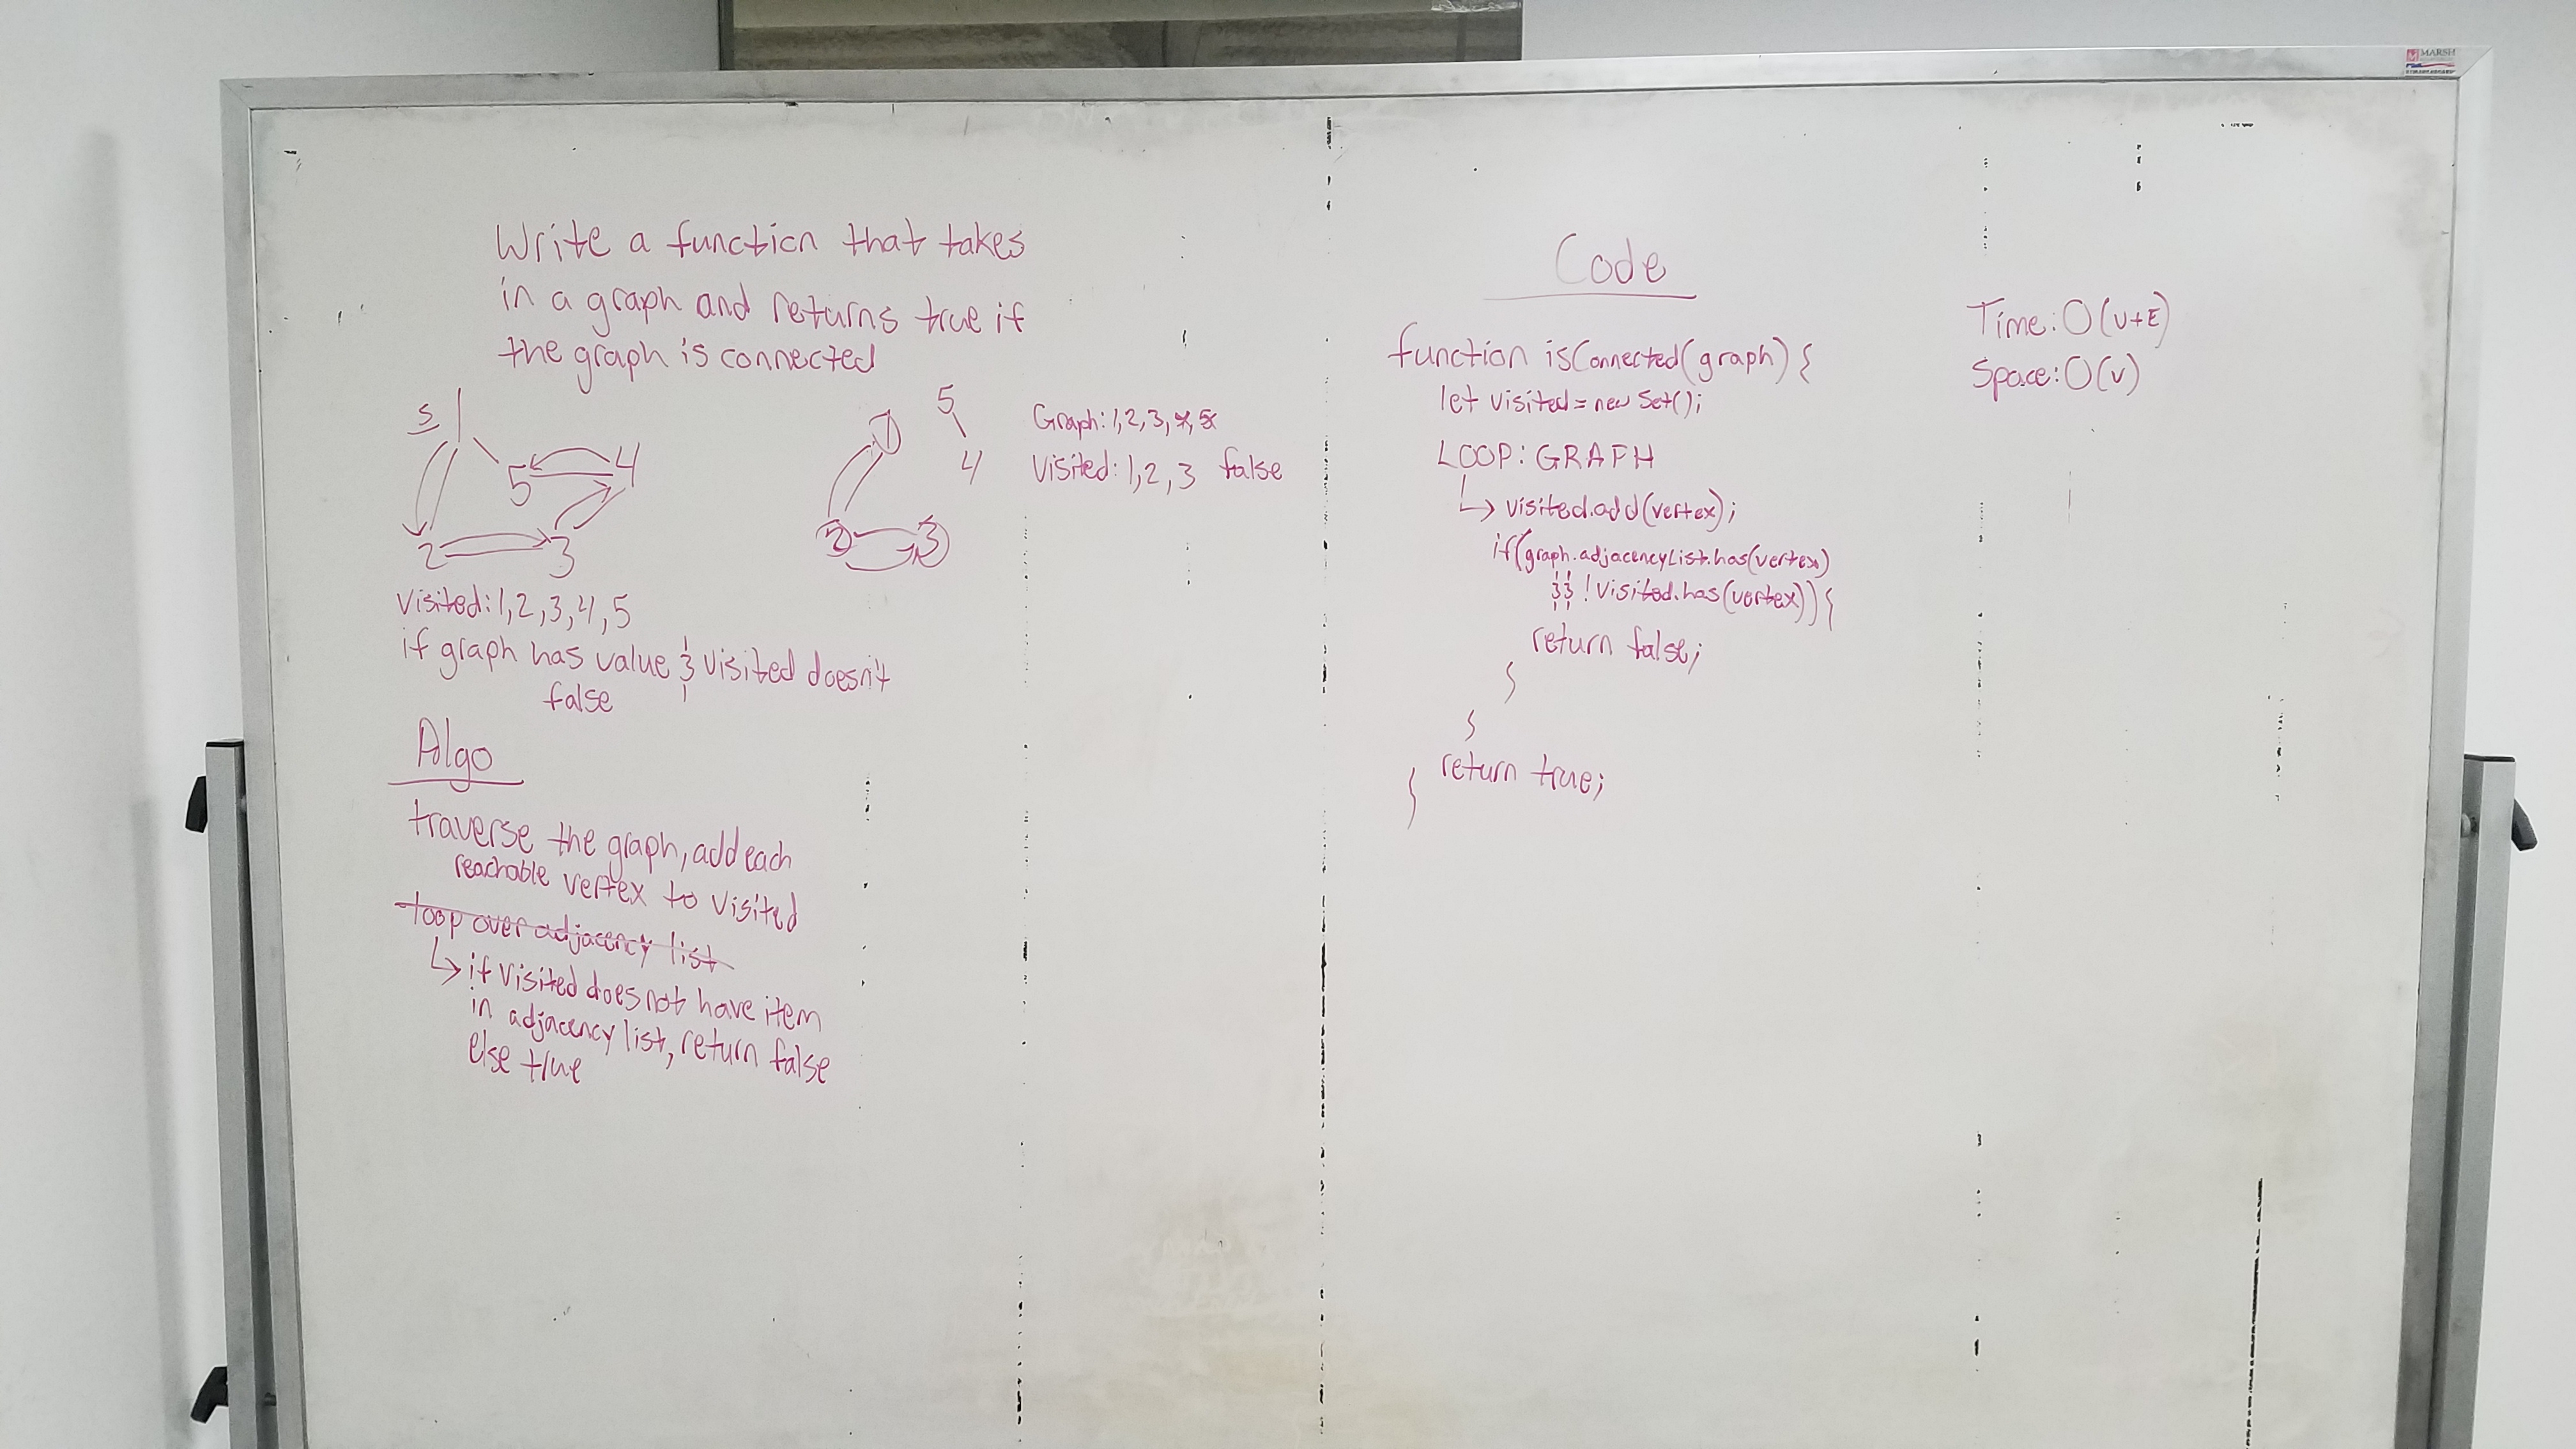 Write a function that takes
in a graph and returns true if
the graph is connected
s 1
5 4
2 3
Visited: 1, 2, 3, 4, 5
if graph has value & visited doesn't
false
1 5
4
2 3
Graph: 1, 2, 3, 4, 5
Visited: 1, 2, 3 false
Algo
traverse the graph, add each
reachable vertex to visited
loop over adjacency list
↳ if visited does not have item
in adjacency list, return false
else true
Code
function isConnected(graph) {
let visited = new Set();
LOOP: GRAPH
↳ visited.add(vertex);
if(graph.adjacencyList.has(vertex)
&& !visited.has(vertex)) {
return false;
}
}
return true;
}
Time: O(v+E)
Space: O(v)
MARSH